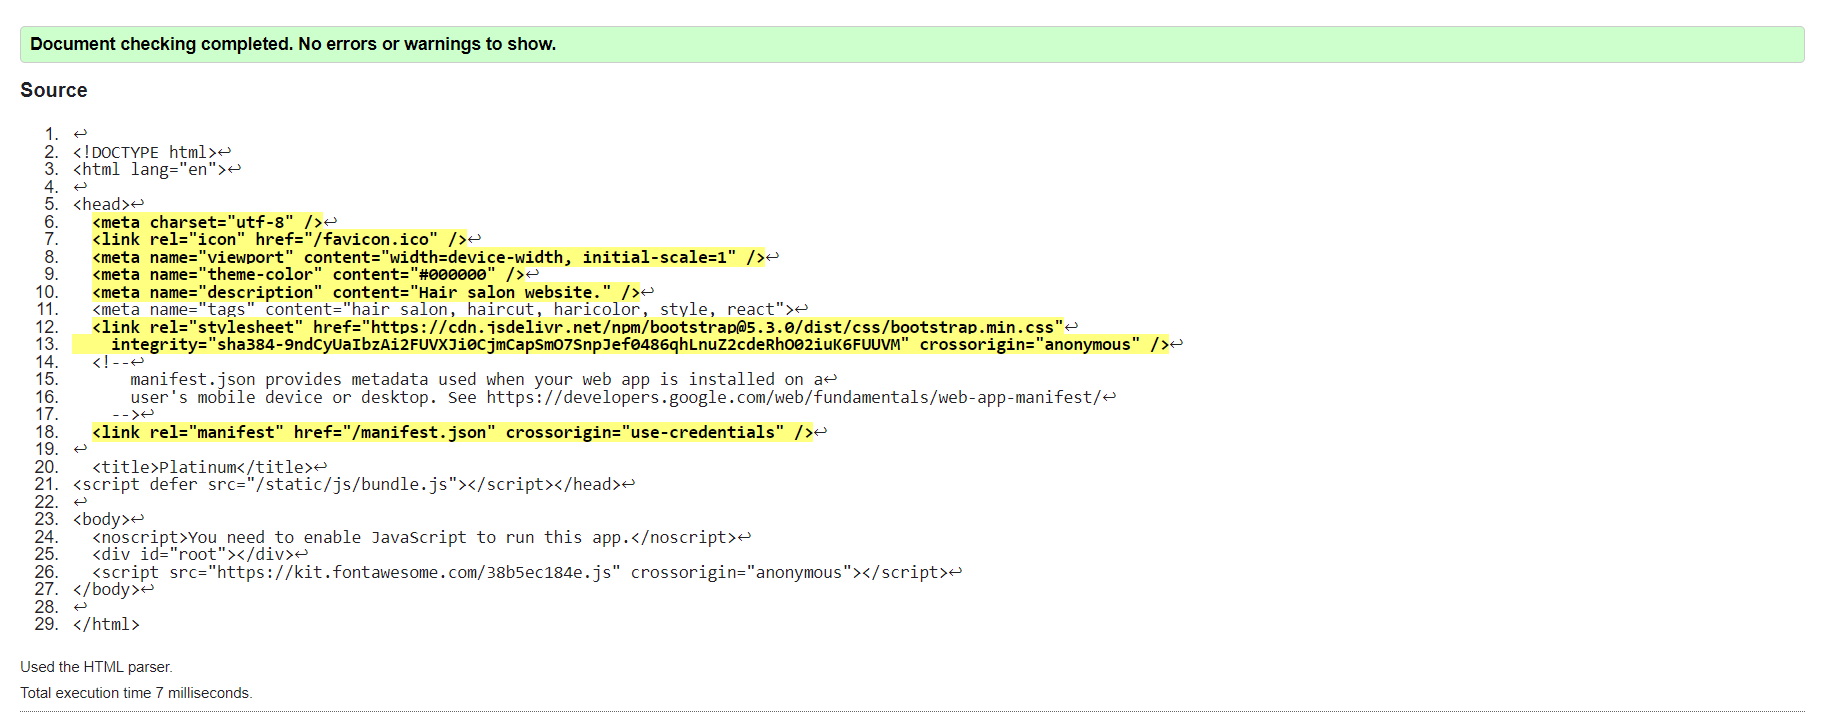 Document checking completed. No errors or warnings to show.
Source
1. ↩
2. <!DOCTYPE html>↩
3. <html lang="en">↩
4. ↩
5. <head>↩
6. <meta charset="utf-8" />↩
7. <link rel="icon" href="/favicon.ico" />↩
8. <meta name="viewport" content="width=device-width, initial-scale=1" />↩
9. <meta name="theme-color" content="#000000" />↩
10. <meta name="description" content="Hair salon website." />↩
11. <meta name="tags" content="hair salon, haircut, haricolor, style, react">↩
12. <link rel="stylesheet" href="https://cdn.jsdelivr.net/npm/bootstrap@5.3.0/dist/css/bootstrap.min.css"↩
13. integrity="sha384-9ndCyUaIbzAi2FUVXJi0CjmCapSmO7SnpJef0486qhLnuZ2cdeRhO02iuK6FUUVM" crossorigin="anonymous" />↩
14. <!--↩
15. manifest.json provides metadata used when your web app is installed on a↩
16. user's mobile device or desktop. See https://developers.google.com/web/fundamentals/web-app-manifest/↩
17. -->↩
18. <link rel="manifest" href="/manifest.json" crossorigin="use-credentials" />↩
19. ↩
20. <title>Platinum</title>↩
21. <script defer src="/static/js/bundle.js"></script></head>↩
22. ↩
23. <body>↩
24. <noscript>You need to enable JavaScript to run this app.</noscript>↩
25. <div id="root"></div>↩
26. <script src="https://kit.fontawesome.com/38b5ec184e.js" crossorigin="anonymous"></script>↩
27. </body>↩
28. ↩
29. </html>
Used the HTML parser.
Total execution time 7 milliseconds.